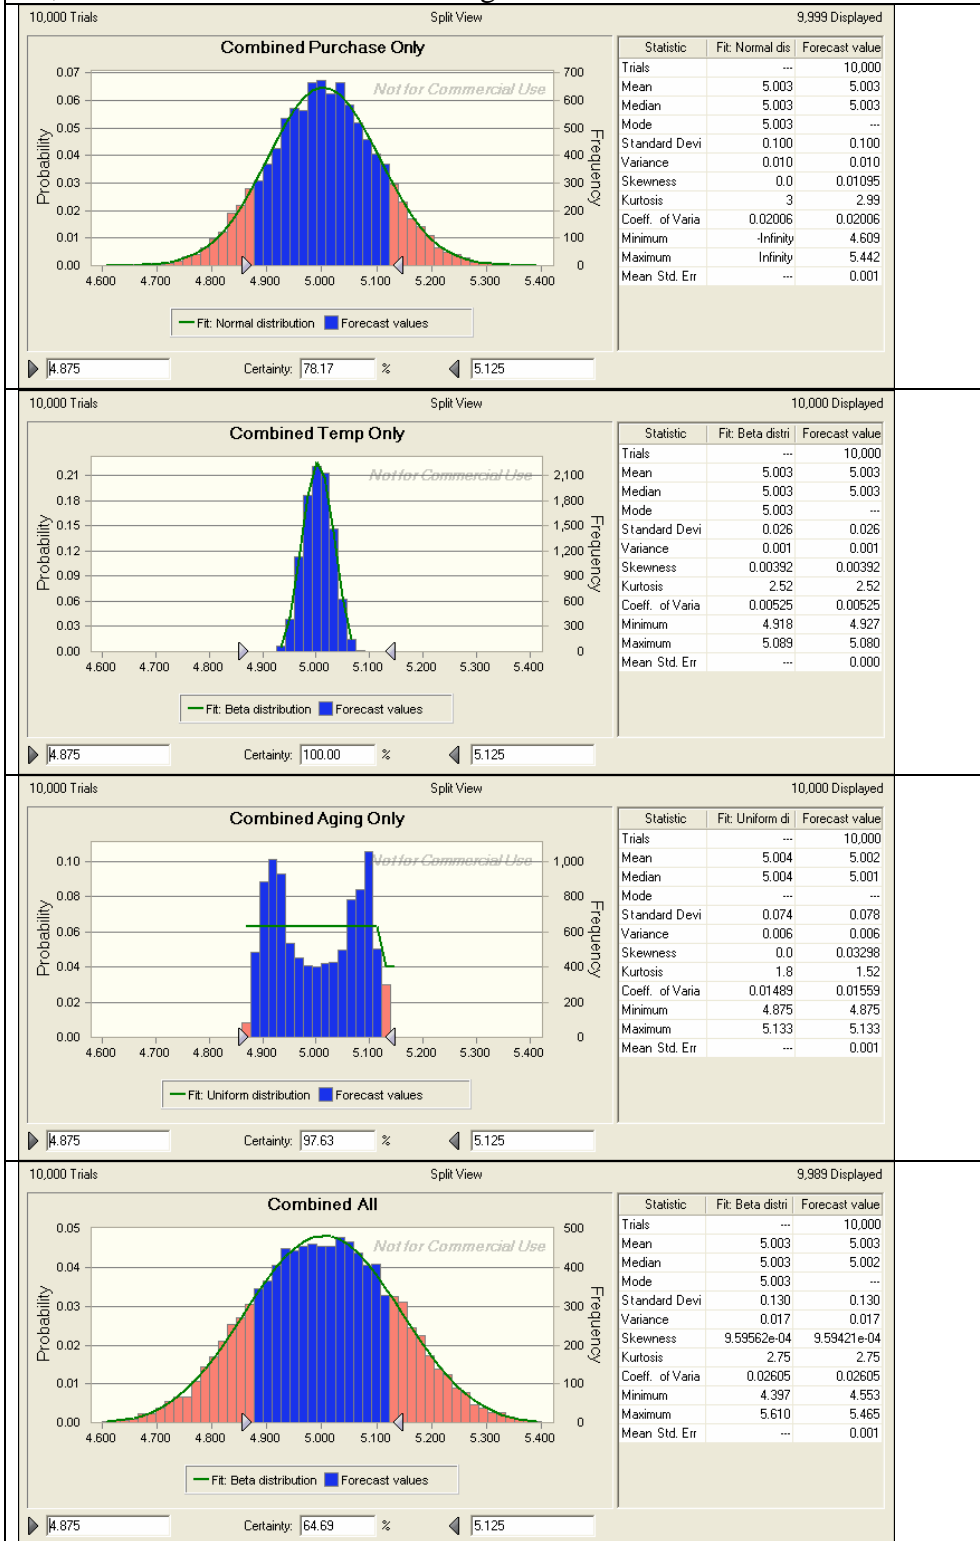 10,000 Trials Split View 9,999 Displayed
Combined Purchase Only
Not for Commercial Use
Probability
0.07
0.06
0.05
0.04
0.03
0.02
0.01
0.00
700
600
500
400
300
200
100
0
Frequency
4.600 4.700 4.800 4.900 5.000 5.100 5.200 5.300 5.400
Fit: Normal distribution Forecast values
Statistic Fit: Normal dis Forecast value
Trials --- 10,000
Mean 5.003 5.003
Median 5.003 5.003
Mode 5.003 ---
Standard Devi 0.100 0.100
Variance 0.010 0.010
Skewness 0.0 0.01095
Kurtosis 3 2.99
Coeff. of Varia 0.02006 0.02006
Minimum -Infinity 4.609
Maximum Infinity 5.442
Mean Std. Err --- 0.001
4.875 Certainty: 78.17 % 5.125
10,000 Trials Split View 10,000 Displayed
Combined Temp Only
Not for Commercial Use
Probability
0.21
0.18
0.15
0.12
0.09
0.06
0.03
0.00
2,100
1,800
1,500
1,200
900
600
300
0
Frequency
4.600 4.700 4.800 4.900 5.000 5.100 5.200 5.300 5.400
Fit: Beta distribution Forecast values
Statistic Fit: Beta distri Forecast value
Trials --- 10,000
Mean 5.003 5.003
Median 5.003 5.003
Mode 5.003 ---
Standard Devi 0.026 0.026
Variance 0.001 0.001
Skewness 0.00392 0.00392
Kurtosis 2.52 2.52
Coeff. of Varia 0.00525 0.00525
Minimum 4.918 4.927
Maximum 5.089 5.080
Mean Std. Err --- 0.000
4.875 Certainty: 100.00 % 5.125
10,000 Trials Split View 10,000 Displayed
Combined Aging Only
Not for Commercial Use
Probability
0.10
0.08
0.06
0.04
0.02
0.00
1,000
800
600
400
200
0
Frequency
4.600 4.700 4.800 4.900 5.000 5.100 5.200 5.300 5.400
Fit: Uniform distribution Forecast values
Statistic Fit: Uniform di Forecast value
Trials --- 10,000
Mean 5.004 5.002
Median 5.004 5.001
Mode --- ---
Standard Devi 0.074 0.078
Variance 0.006 0.006
Skewness 0.0 0.03298
Kurtosis 1.8 1.52
Coeff. of Varia 0.01489 0.01559
Minimum 4.875 4.875
Maximum 5.133 5.133
Mean Std. Err --- 0.001
4.875 Certainty: 97.63 % 5.125
10,000 Trials Split View 9,989 Displayed
Combined All
Not for Commercial Use
Probability
0.05
0.04
0.03
0.02
0.01
0.00
500
400
300
200
100
0
Frequency
4.600 4.700 4.800 4.900 5.000 5.100 5.200 5.300 5.400
Fit: Beta distribution Forecast values
Statistic Fit: Beta distri Forecast value
Trials --- 10,000
Mean 5.003 5.003
Median 5.003 5.002
Mode 5.003 ---
Standard Devi 0.130 0.130
Variance 0.017 0.017
Skewness 9.59562e-04 9.59421e-04
Kurtosis 2.75 2.75
Coeff. of Varia 0.02605 0.02605
Minimum 4.397 4.553
Maximum 5.610 5.465
Mean Std. Err --- 0.001
4.875 Certainty: 64.69 % 5.125